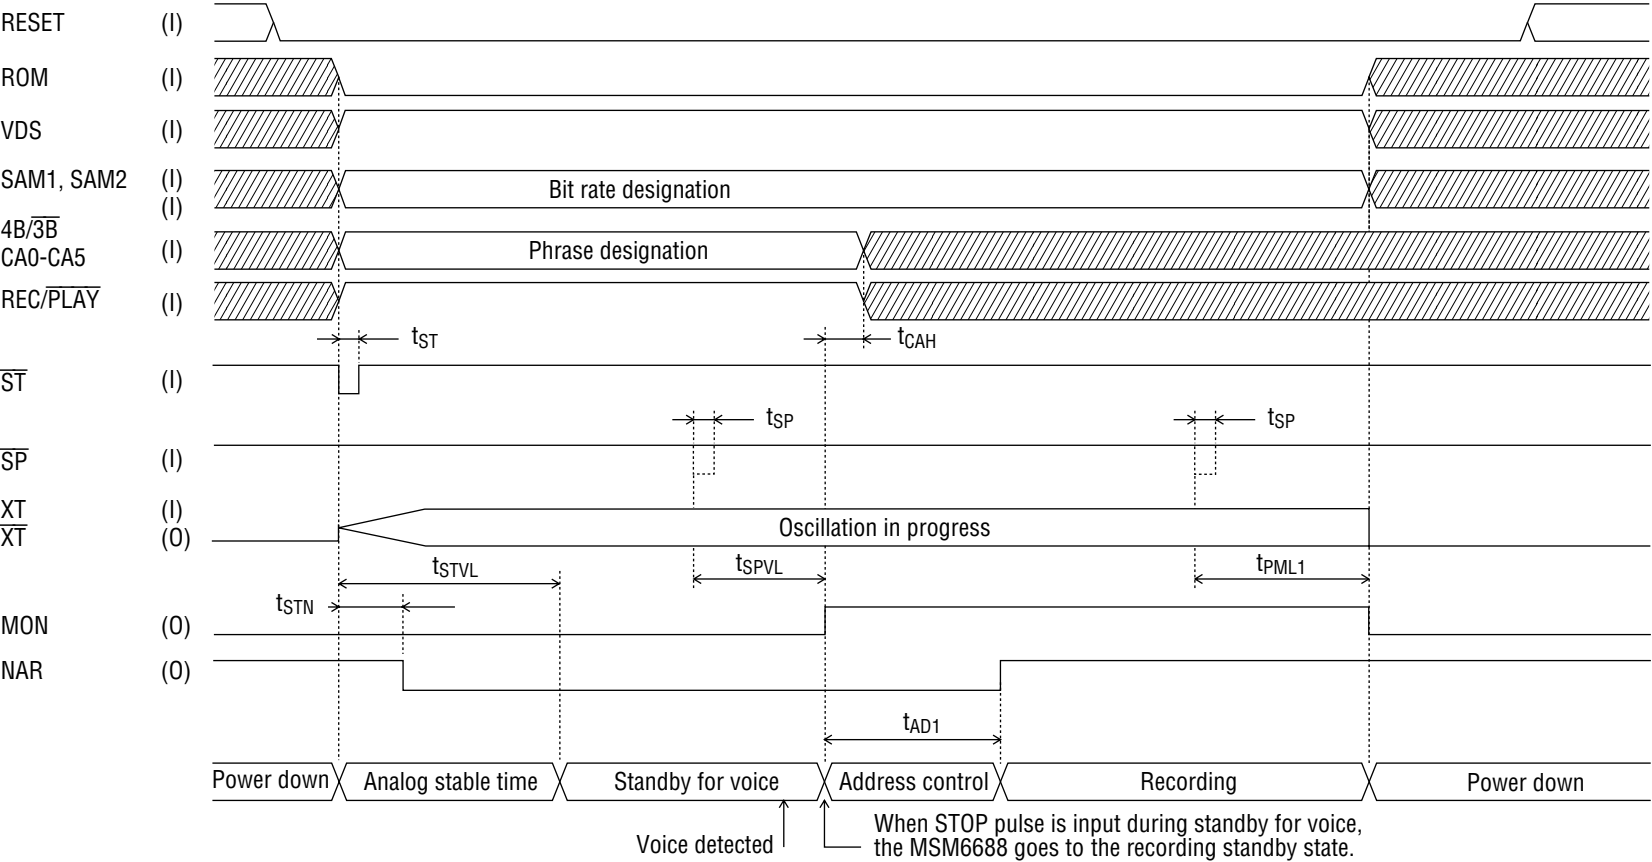 RESET (I)
ROM (I)
VDS (I)
SAM1, SAM2 (I)
Bit rate designation
(I)
4B/3B
CA0-CA5 (I)
Phrase designation
REC/PLAY (I)
tST
tCAH
ST (I)
tSP
tSP
SP (I)
XT (I)
XT (O)
Oscillation in progress
tSTVL
tSPVL
tPML1
tSTN
MON (O)
NAR (O)
tAD1
Power down
Analog stable time
Standby for voice
Address control
Recording
Power down
Voice detected
When STOP pulse is input during standby for voice,
the MSM6688 goes to the recording standby state.